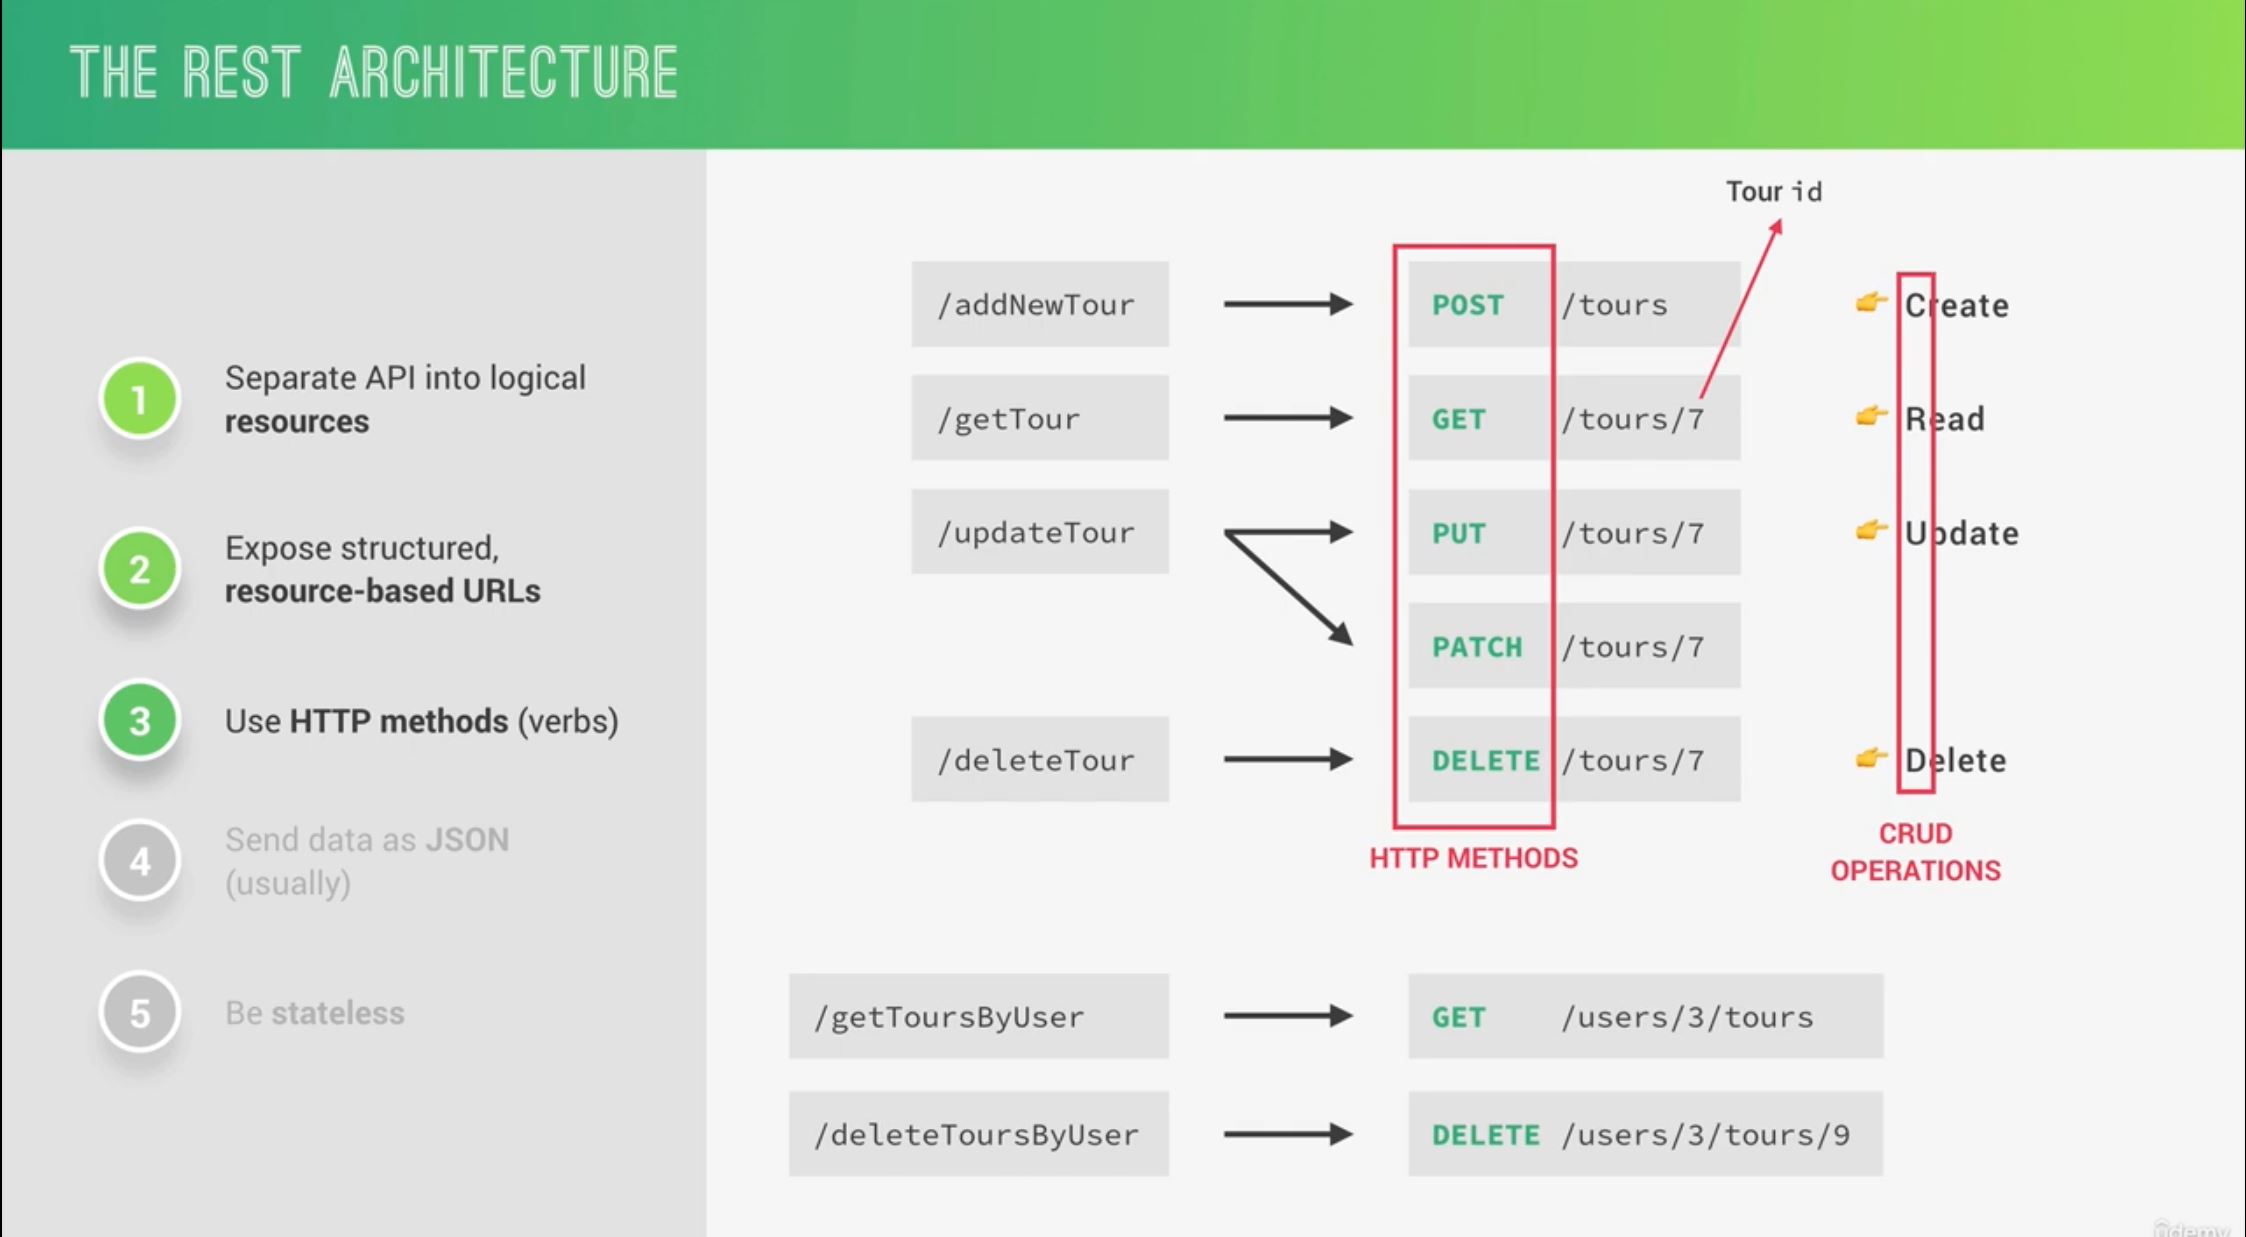 THE REST ARCHITECTURE
1
Separate API into logical
resources
2
Expose structured,
resource-based URLs
3
Use HTTP methods (verbs)
4
Send data as JSON
(usually)
5
Be stateless
Tour id
/addNewTour POST /tours Create
/getTour GET /tours/7 Read
/updateTour PUT /tours/7 Update
PATCH /tours/7
/deleteTour DELETE /tours/7 Delete
HTTP METHODS
CRUD
OPERATIONS
/getToursByUser GET /users/3/tours
/deleteToursByUser DELETE /users/3/tours/9
udemy